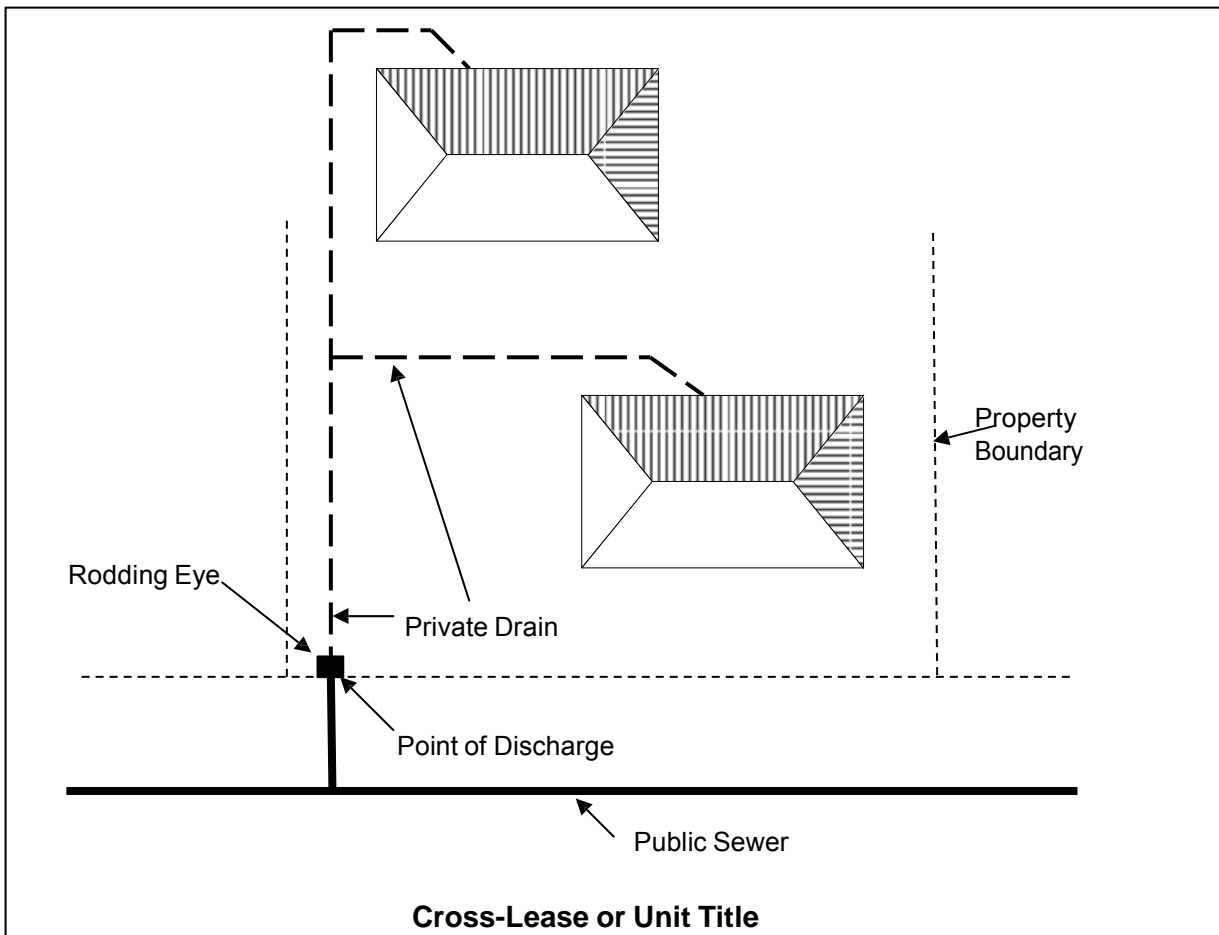 Property
Boundary
Rodding Eye
Private Drain
Point of Discharge
Public Sewer
Cross-Lease or Unit Title